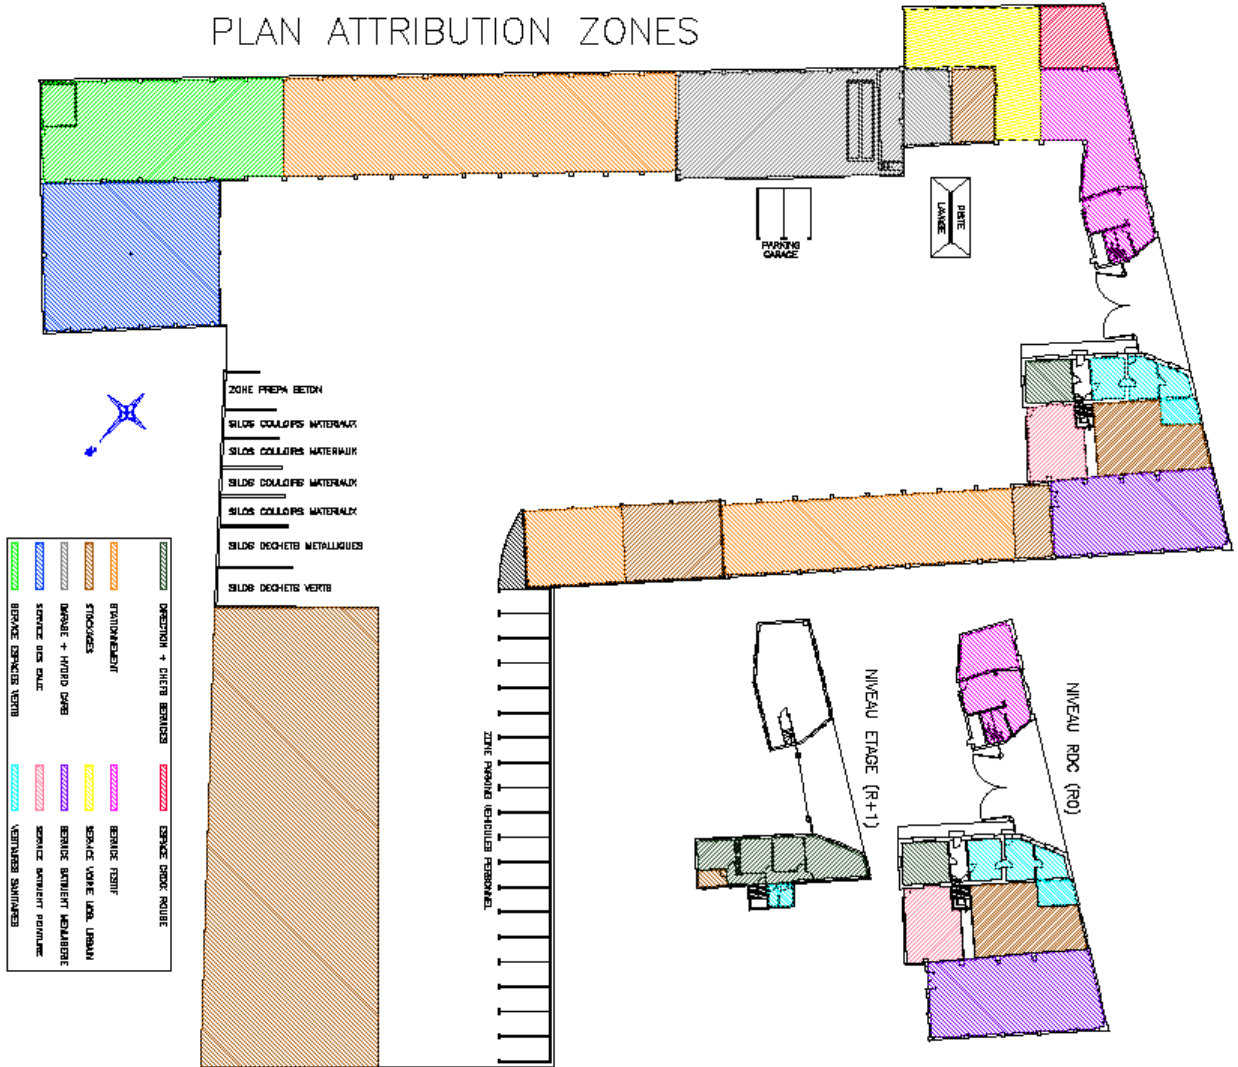 PLAN ATTRIBUTION ZONES
PARKING
GARAGE
PISTE
LAVAGE
ZONE PREPA BETON
SILOS COULOIRS MATERIAUX
SILOS COULOIRS MATERIAUX
SILOS COULOIRS MATERIAUX
SILOS COULOIRS MATERIAUX
SILOS DECHETS METALLIQUES
SILOS DECHETS VERTS
ZONE PARKING VEHICULES PERSONNEL
NIVEAU ETAGE (R+1)
NIVEAU RDC (R0)
DIRECTION + CHEFS SERVICES
STATIONNEMENT
STOCKAGES
GARAGE + HYDRO CARB
SERVICE DES EAUX
SERVICE ESPACES VERTS
ESPACE CROIX ROUGE
SERVICE FESTIF
SERVICE VOIRIE MOB. URBAIN
SERVICE BATIMENT MENUISERIE
SERVICE BATIMENT PEINTURE
VESTIAIRES SANITAIRES